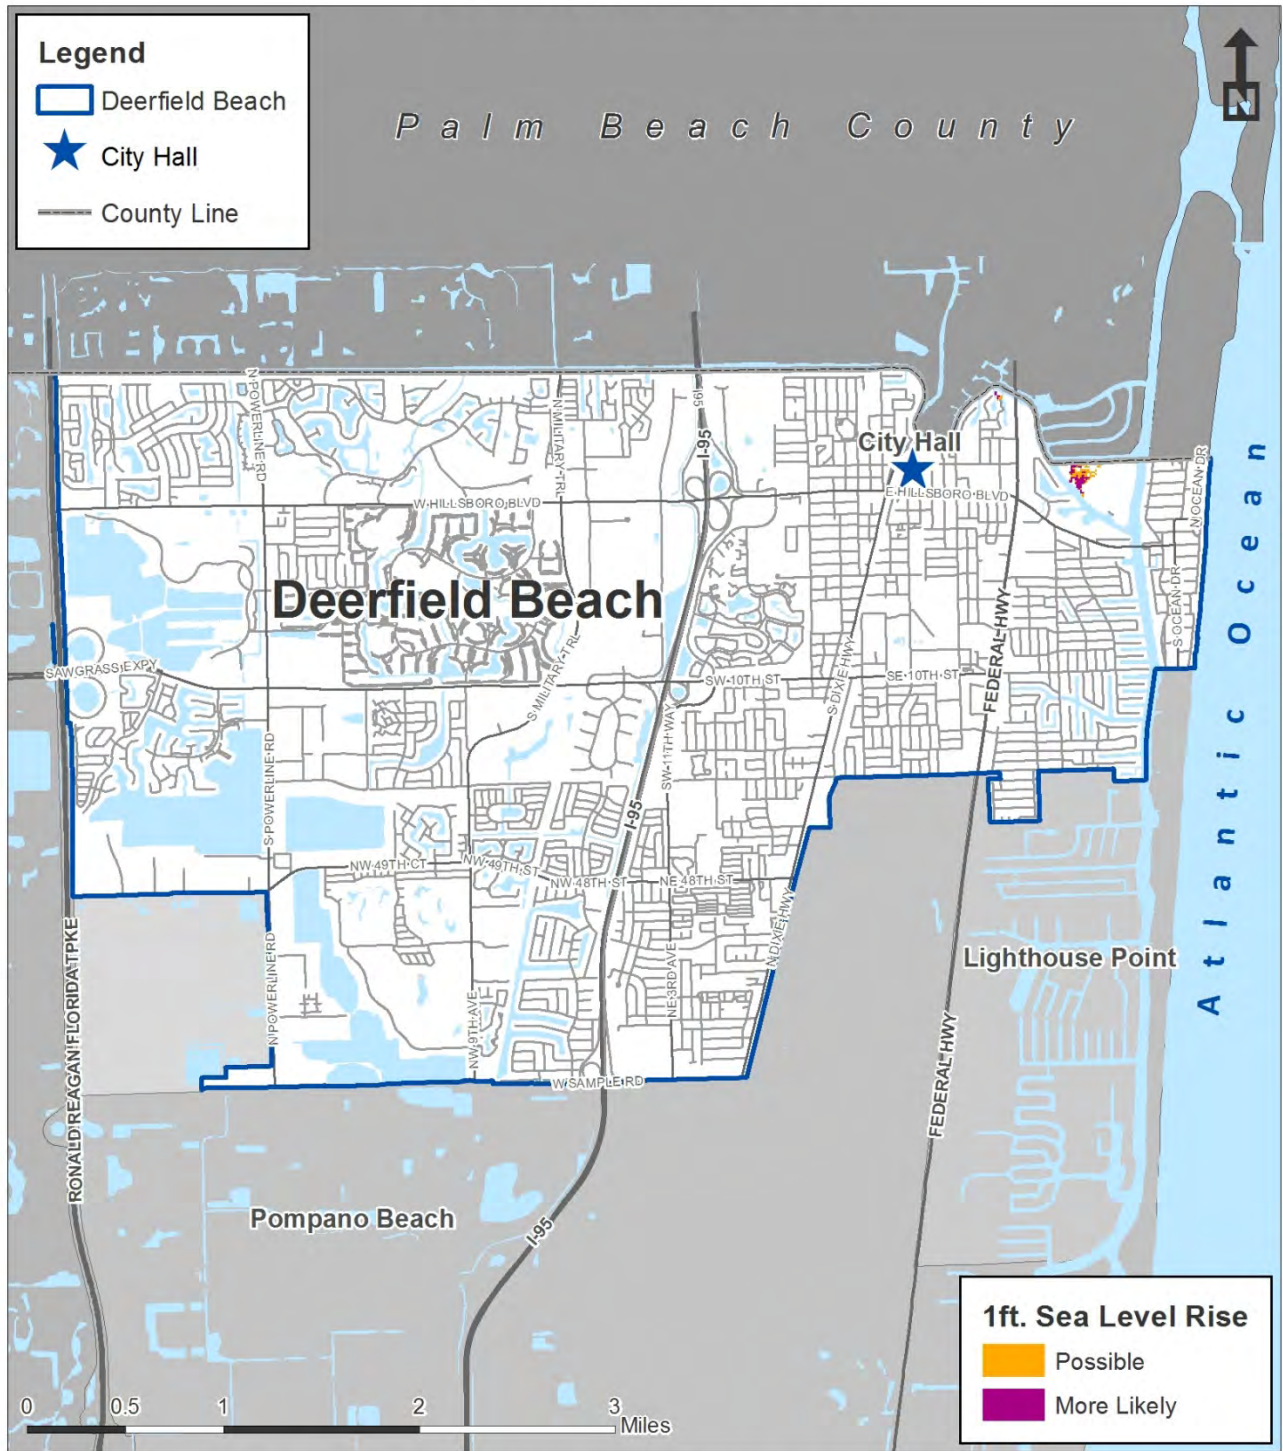 Legend
Deerfield Beach
City Hall
County Line
Palm Beach County
N
N POWERLINE RD
N MILITARY TRL
I95
I-95
City Hall
N OCEAN DR
W HILLSBORO BLVD
E HILLSBORO BLVD
Deerfield Beach
S OCEAN DR
Atlantic Ocean
SAWGRASS EXPY
S MILITARY TRL
SW 10TH ST
SE 10TH ST
FEDERAL HWY
S DIXIE HWY
SW 11TH WAY
S POWERLINE RD
I-95
NW 49TH CT
NW 49TH ST
NW 48TH ST
NE 48TH ST
N DIXIE HWY
Lighthouse Point
RONALD REAGAN FLORIDA TPKE
N POWERLINE RD
NW 9TH AVE
NE 3RD AVE
W SAMPLE RD
FEDERAL HWY
Pompano Beach
I-95
1ft. Sea Level Rise
Possible
More Likely
0 0.5 1 2 3
Miles